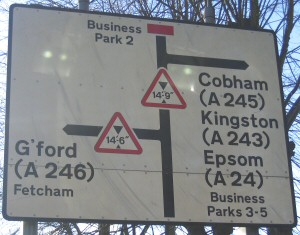 Business
Park 2
14'-9"
Cobham
(A 245)
Kingston
(A 243)
Epsom
(A 24)
Business
Parks 3-5
14'-6"
G'ford
(A 246)
Fetcham